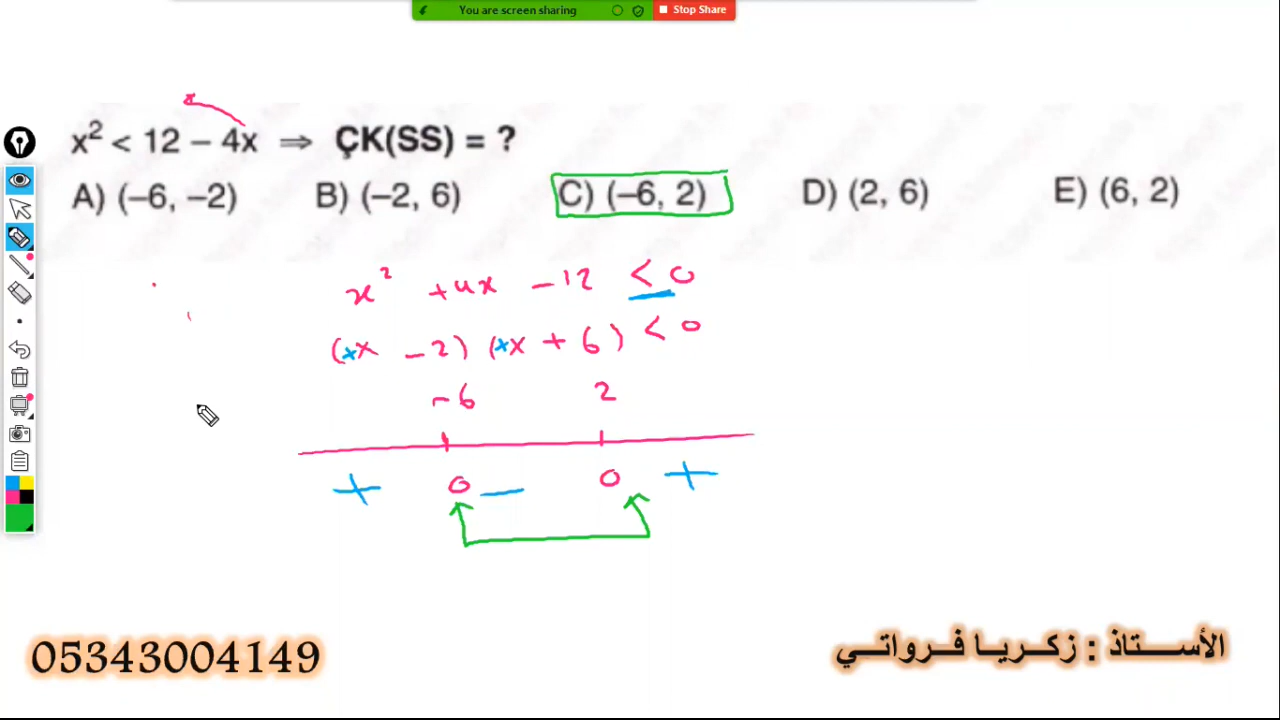 You are screen sharing
Stop Share
x² < 12 – 4x ⇒ ÇK(SS) = ?
A) (–6, –2) B) (–2, 6) C) (–6, 2) D) (2, 6) E) (6, 2)
x² +4x –12 < 0
(x –2) (x + 6) < 0
–6 2
+ 0 – 0 +
05343004149
الأستاذ : زكريا فرواتي